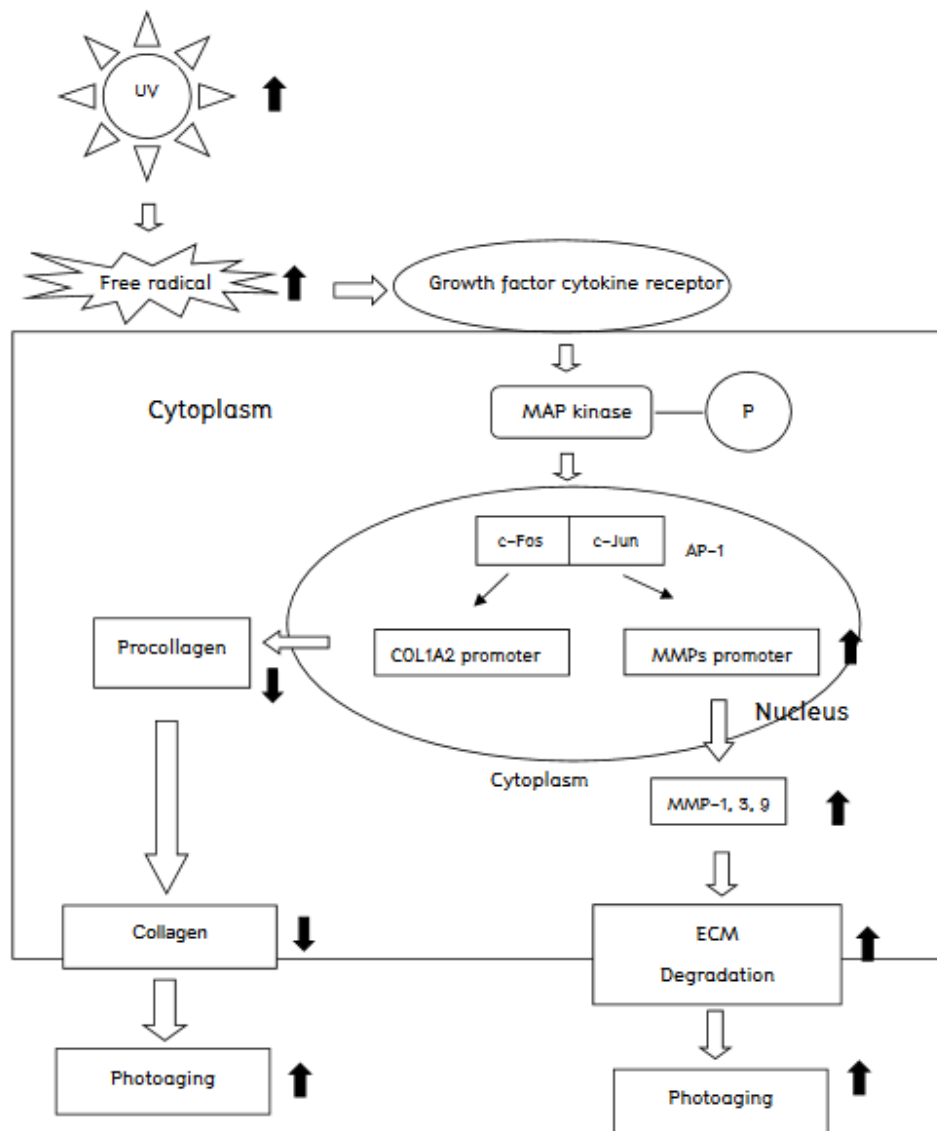 UV
Free radical
Growth factor cytokine receptor
Cytoplasm
MAP kinase
P
c-Fos
c-Jun
AP-1
Procollagen
COL1A2 promoter
MMPs promoter
Nucleus
Cytoplasm
MMP-1, 3, 9
Collagen
ECM
Degradation
Photoaging
Photoaging